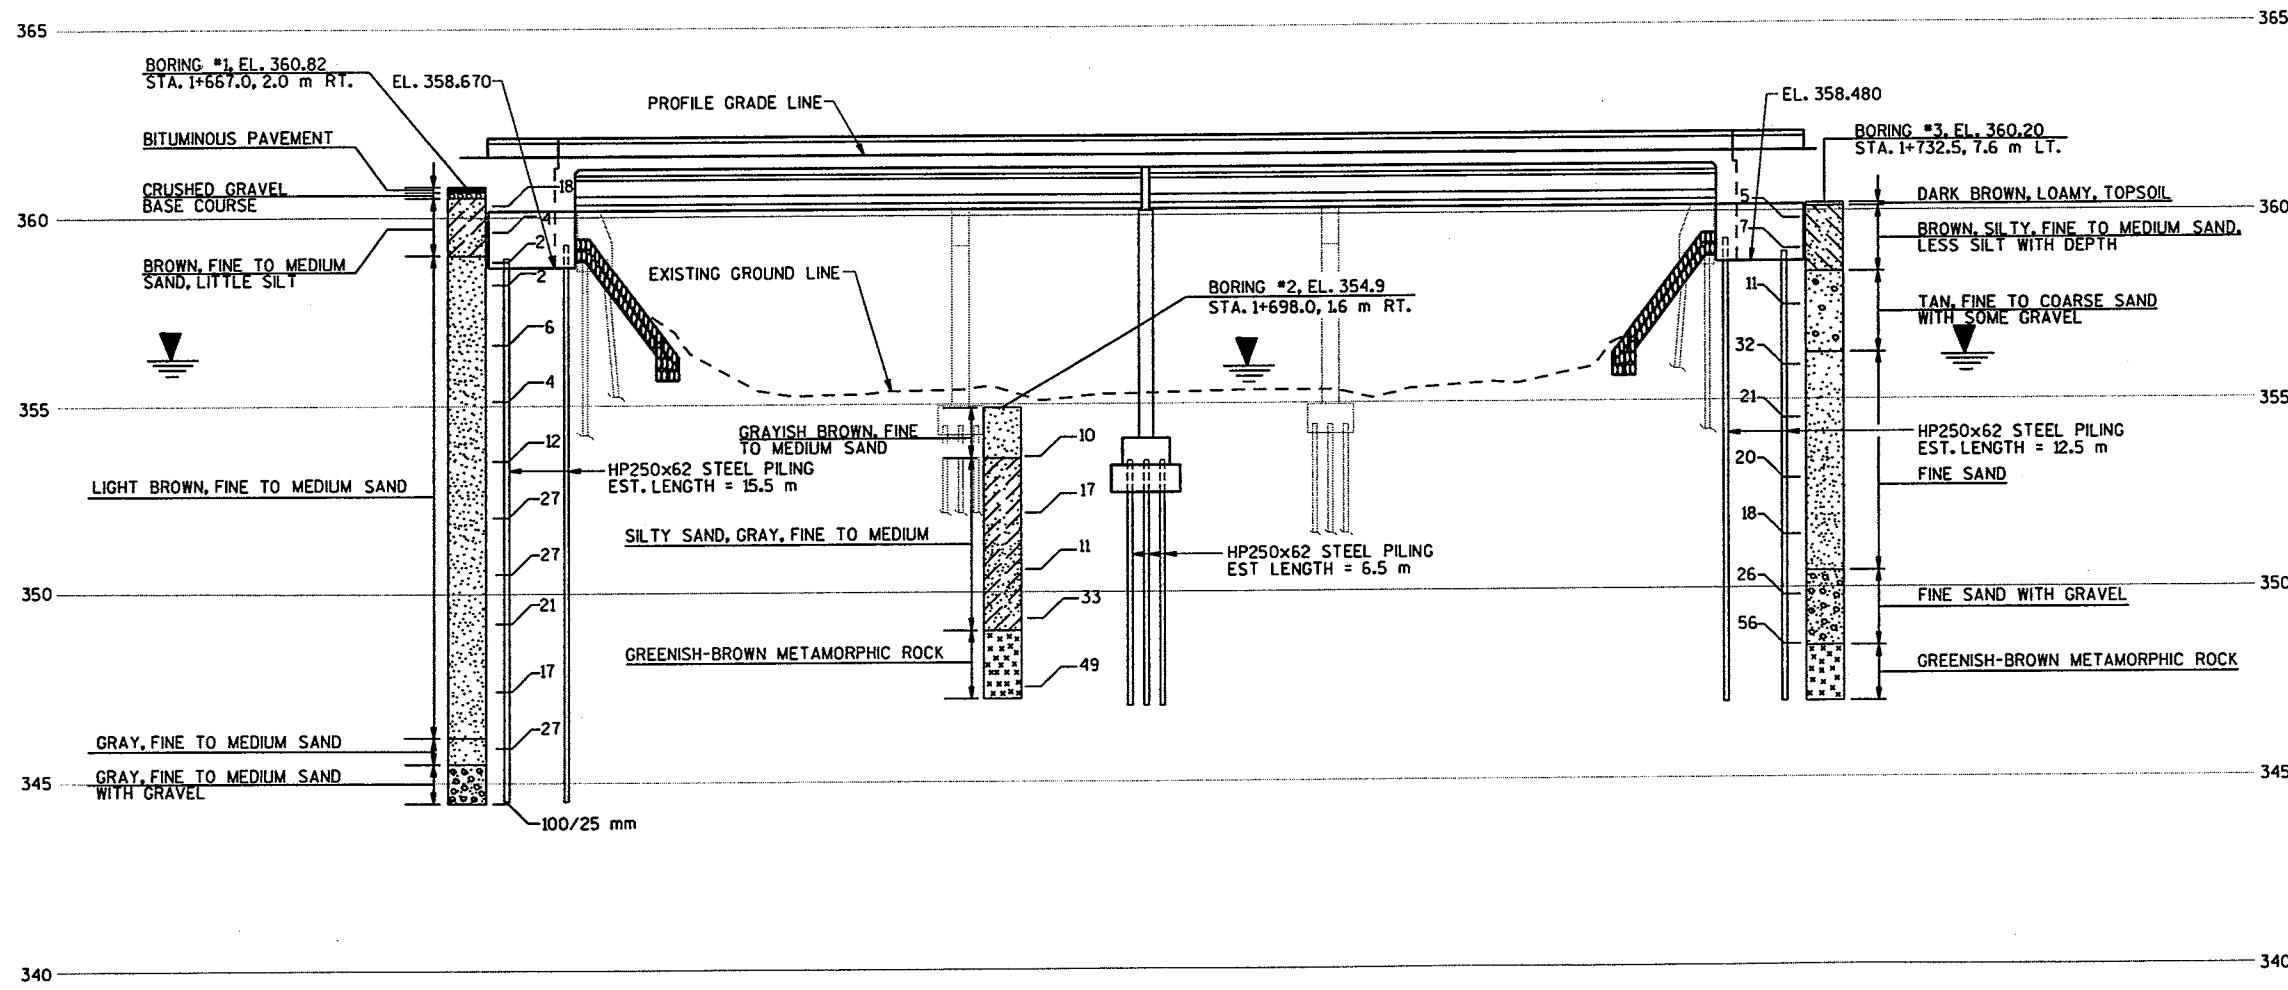 365
365
BORING #1, EL. 360.82
STA. 1+667.0, 2.0 m RT.
EL. 358.670
PROFILE GRADE LINE
EL. 358.480
BORING #3, EL. 360.20
STA. 1+732.5, 7.6 m LT.
BITUMINOUS PAVEMENT
CRUSHED GRAVEL
BASE COURSE
18
5
DARK BROWN, LOAMY, TOPSOIL
360
360
4
2
7
BROWN, SILTY, FINE TO MEDIUM SAND,
LESS SILT WITH DEPTH
BROWN, FINE TO MEDIUM
SAND, LITTLE SILT
2
EXISTING GROUND LINE
BORING #2, EL. 354.9
STA. 1+698.0, 1.6 m RT.
11
TAN, FINE TO COARSE SAND
WITH SOME GRAVEL
6
32
4
21
355
355
GRAYISH BROWN, FINE
TO MEDIUM SAND
10
12
HP250x62 STEEL PILING
EST. LENGTH = 15.5 m
HP250x62 STEEL PILING
EST. LENGTH = 12.5 m
20
FINE SAND
LIGHT BROWN, FINE TO MEDIUM SAND
27
17
18
SILTY SAND, GRAY, FINE TO MEDIUM
27
11
HP250x62 STEEL PILING
EST LENGTH = 6.5 m
26
350
350
21
33
FINE SAND WITH GRAVEL
56
GREENISH-BROWN METAMORPHIC ROCK
17
49
GREENISH-BROWN METAMORPHIC ROCK
27
GRAY, FINE TO MEDIUM SAND
GRAY, FINE TO MEDIUM SAND
WITH GRAVEL
345
345
100/25 mm
340
340